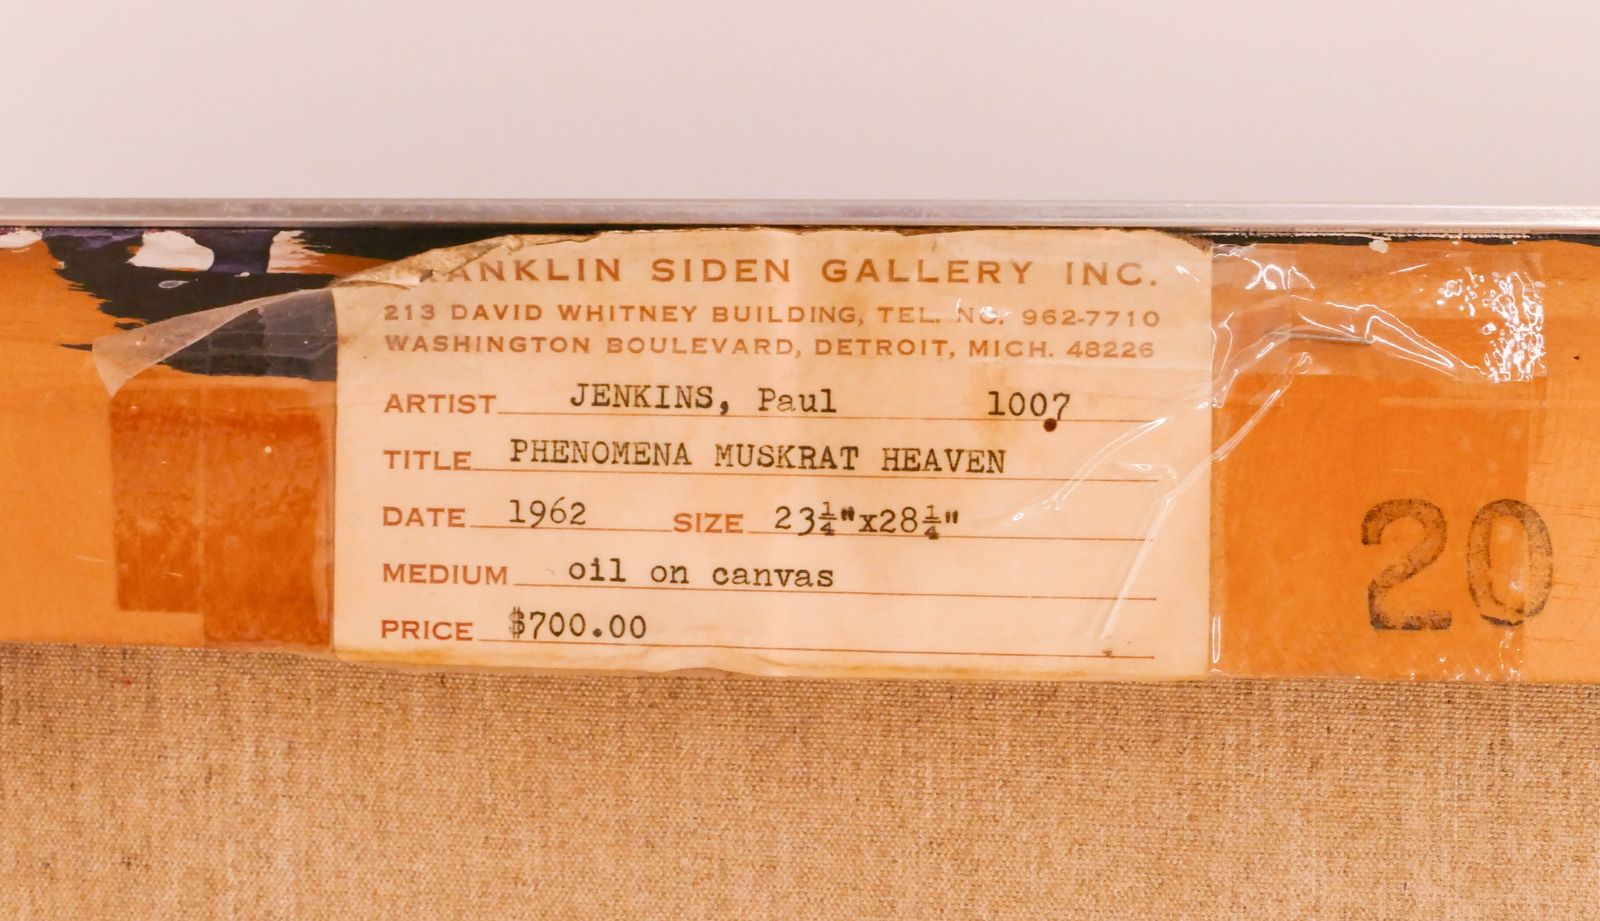 FRANKLIN SIDEN GALLERY INC.
213 DAVID WHITNEY BUILDING, TEL. NO. 962-7710
WASHINGTON BOULEVARD, DETROIT, MICH. 48226
ARTIST JENKINS, Paul 1007
TITLE PHENOMENA MUSKRAT HEAVEN
DATE 1962 SIZE 23¼"x28¼"
MEDIUM oil on canvas
PRICE $700.00
20